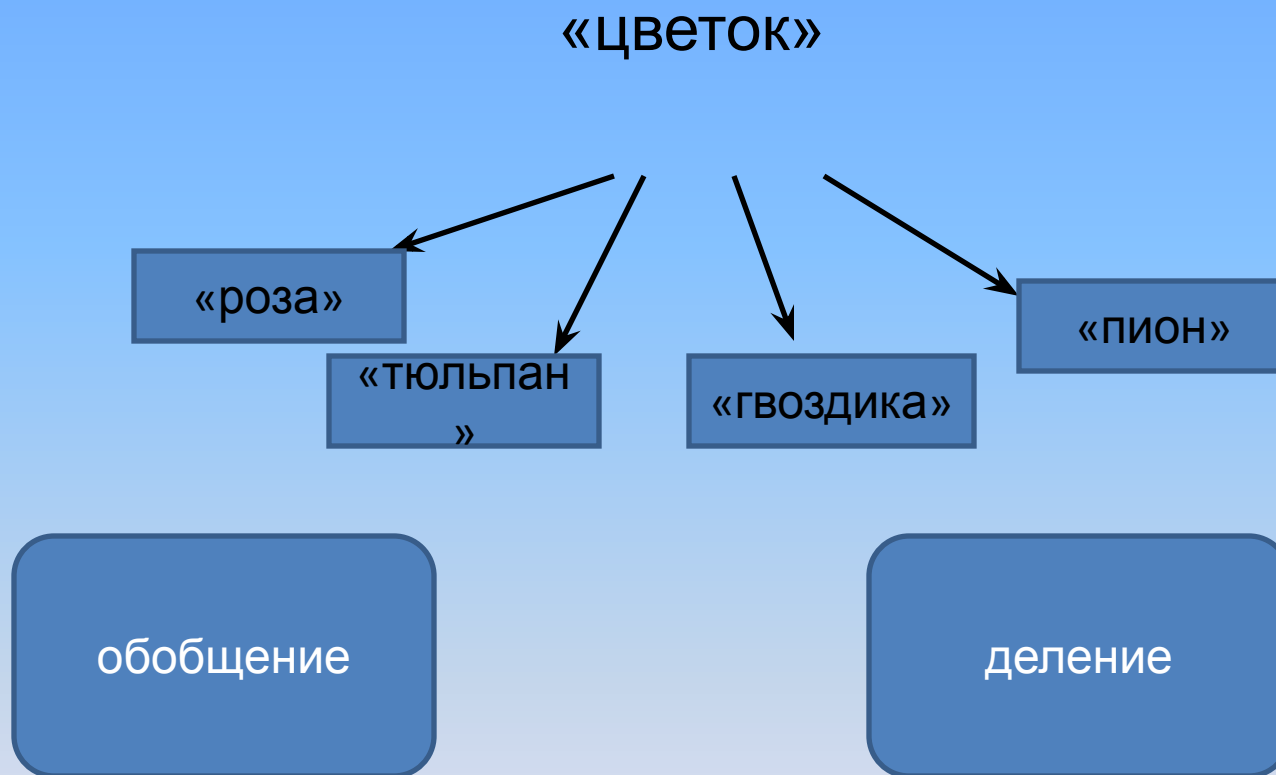 «цветок»
«роза»
«тюльпан
»
«гвоздика»
«пион»
обобщение
деление